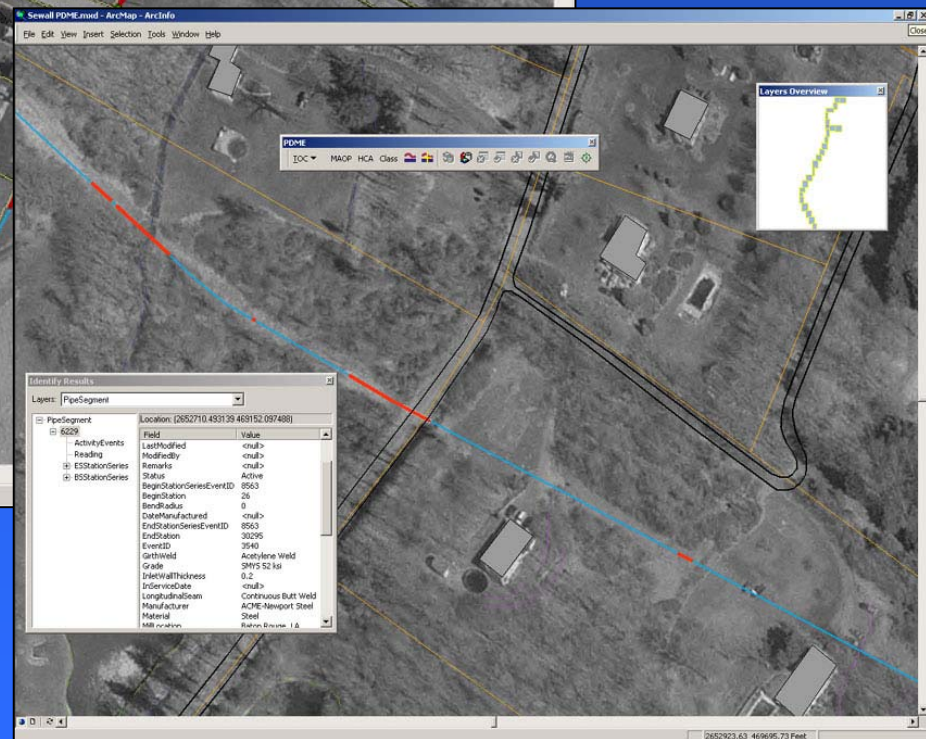 Sewall PDME.mxd - ArcMap - ArcInfo
File Edit View Insert Selection Tools Window Help
Close
Layers Overview
PDME
TOC MAOP HCA Class
Identify Results
Layers: PipeSegment
PipeSegment
6229
ActivityEvents
Reading
ESStationSeries
BSStationSeries
Location: (2652710.493139 469152.097488)
Field Value
LastModified <null>
ModifiedBy <null>
Remarks <null>
Status Active
BeginStationSeriesEventID 8563
BeginStation 26
BendRadius 0
DateManufactured <null>
EndStationSeriesEventID 8563
EndStation 30295
EventID 3540
GirthWeld Acetylene Weld
Grade SMYS 52 ksi
InletWallThickness 0.2
InServiceDate <null>
LongitudinalSeam Continuous Butt Weld
Manufacturer ACME-Newport Steel
Material Steel
MillLocation Baton Rouge, LA
2652923.63 469695.73 Feet